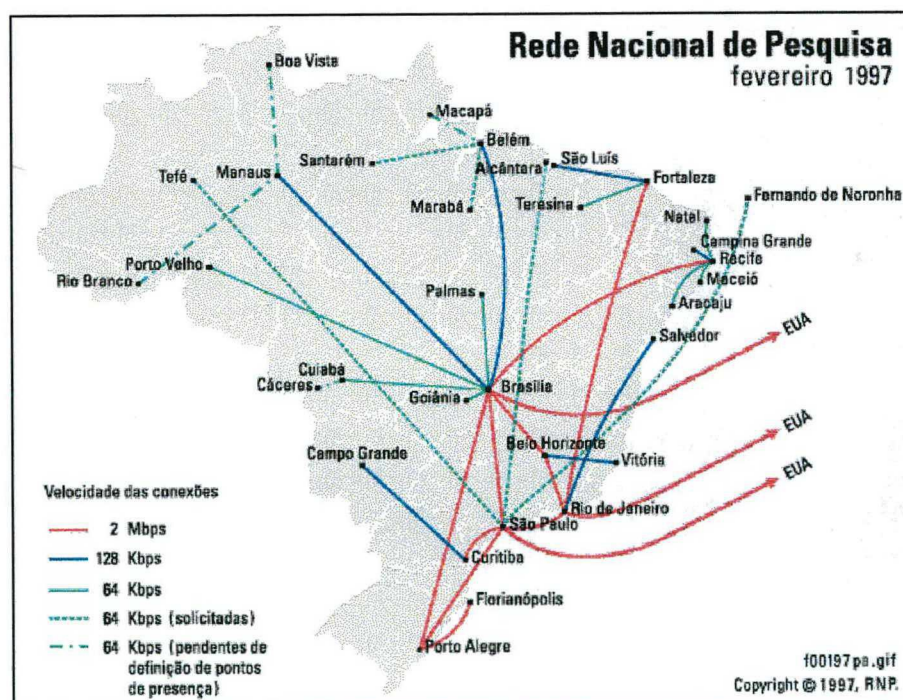 Rede Nacional de Pesquisa
fevereiro 1997
Boa Vista
Macapá
Belém
Santarém
Alcântara
São Luís
Tefé
Manaus
Fortaleza
Marabá
Teresina
Fernando de Noronha
Natal
Campina Grande
Recife
Porto Velho
Rio Branco
Maceió
Palmas
Aracaju
Salvador
EUA
Cuiabá
Cáceres
Goiânia
Brasília
EUA
Belo Horizonte
Campo Grande
Vitória
EUA
Rio de Janeiro
São Paulo
Curitiba
Florianópolis
Porto Alegre
Velocidade das conexões
2 Mbps
128 Kbps
64 Kbps
64 Kbps (solicitadas)
64 Kbps (pendentes de
definição de pontos
de presença)
f00197pa.gif
Copyright © 1997, RNP.